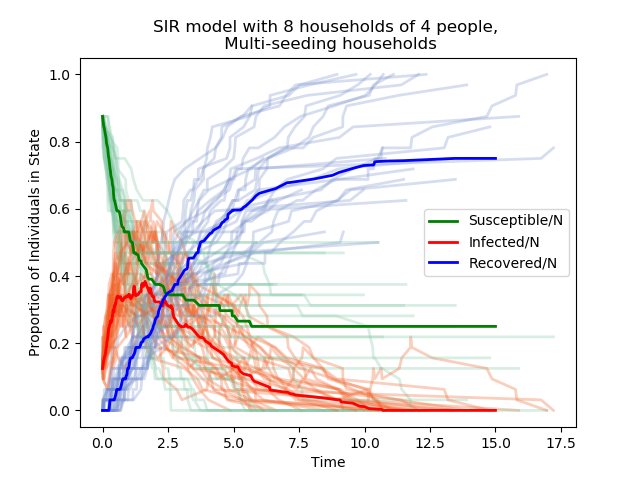 SIR model with 8 households of 4 people,
Multi-seeding households
Proportion of Individuals in State
1.0
0.8
0.6
0.4
0.2
0.0
Susceptible/N
Infected/N
Recovered/N
0.0 2.5 5.0 7.5 10.0 12.5 15.0 17.5
Time